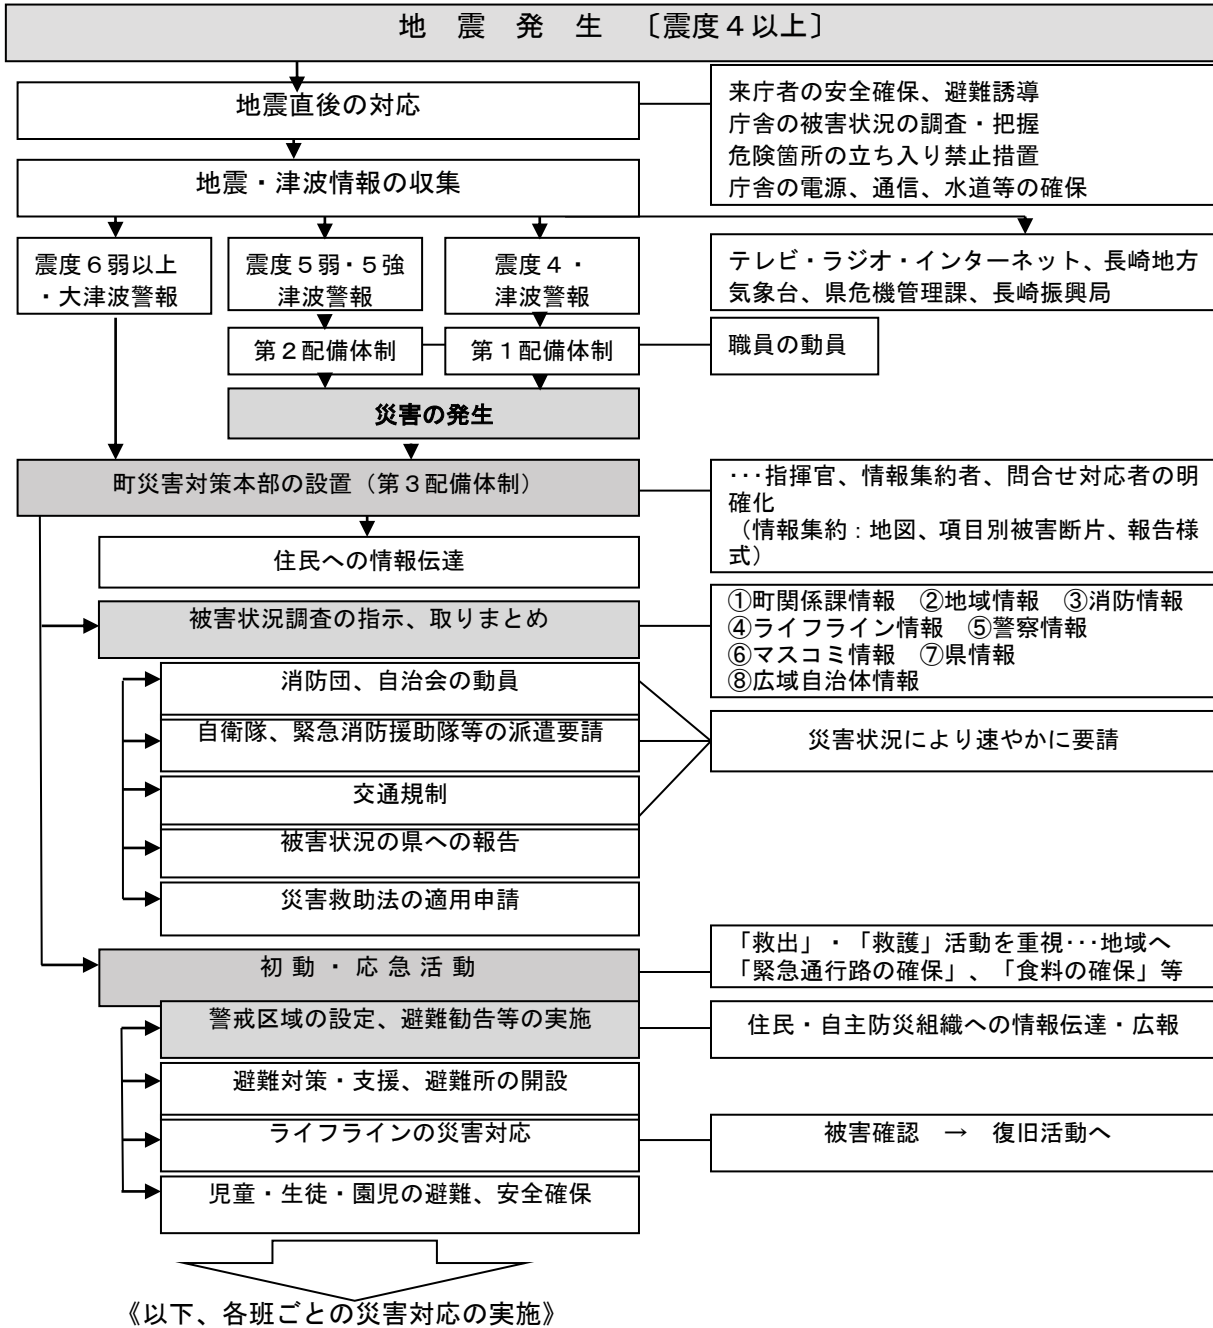 地　震　発　生　〔震度４以上〕
地震直後の対応
来庁者の安全確保、避難誘導
庁舎の被害状況の調査・把握
危険箇所の立ち入り禁止措置
庁舎の電源、通信、水道等の確保
地震・津波情報の収集
震度６弱以上
・大津波警報
震度５弱・５強
津波警報
震度４・
津波警報
テレビ・ラジオ・インターネット、長崎地方
気象台、県危機管理課、長崎振興局
第２配備体制
第１配備体制
職員の動員
災害の発生
町災害対策本部の設置（第３配備体制）
･･･指揮官、情報集約者、問合せ対応者の明
確化
（情報集約：地図、項目別被害断片、報告様
式）
住民への情報伝達
被害状況調査の指示、取りまとめ
①町関係課情報　②地域情報　③消防情報
④ライフライン情報　⑤警察情報
⑥マスコミ情報　⑦県情報
⑧広域自治体情報
消防団、自治会の動員
自衛隊、緊急消防援助隊等の派遣要請
災害状況により速やかに要請
交通規制
被害状況の県への報告
災害救助法の適用申請
初 動 ・ 応 急 活 動
「救出」・「救護」活動を重視･･･地域へ
「緊急通行路の確保」、「食料の確保」等
警戒区域の設定、避難勧告等の実施
住民・自主防災組織への情報伝達・広報
避難対策・支援、避難所の開設
ライフラインの災害対応
被害確認　→　復旧活動へ
児童・生徒・園児の避難、安全確保
《以下、各班ごとの災害対応の実施》